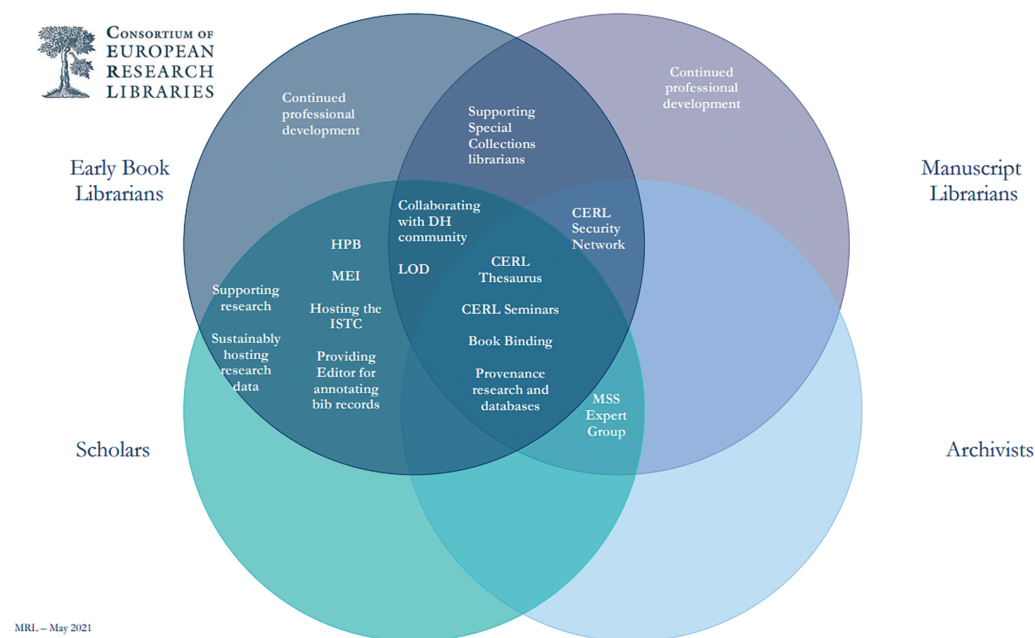 CONSORTIUM OF
EUROPEAN
RESEARCH
LIBRARIES
Early Book
Librarians
Manuscript
Librarians
Scholars
Archivists
Continued
professional
development
Supporting
Special
Collections
librarians
Continued
professional
development
Collaborating
with DH
community
LOD
CERL
Security
Network
HPB
MEI
Hosting the
ISTC
Providing
Editor for
annotating
bib records
Supporting
research
Sustainably
hosting
research
data
CERL
Thesaurus
CERL Seminars
Book Binding
Provenance
research and
databases
MSS
Expert
Group
MRL – May 2021